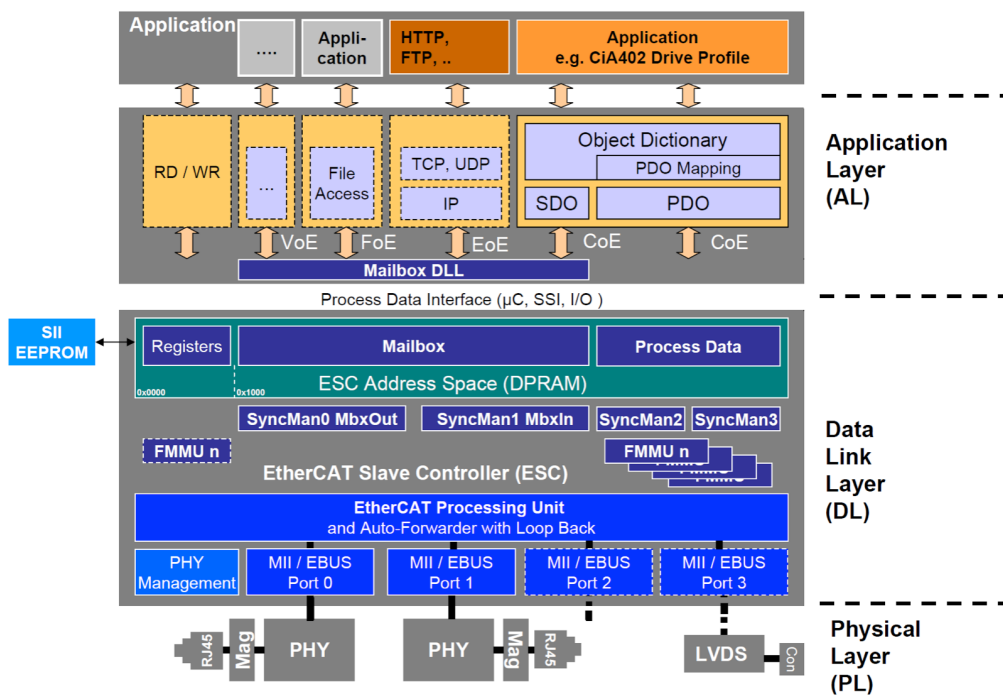 Application
....
Appli-
cation
HTTP,
FTP, ..
Application
e.g. CiA402 Drive Profile
RD / WR
...
File
Access
TCP, UDP
IP
Object Dictionary
PDO Mapping
SDO
PDO
Application
Layer
(AL)
VoE
FoE
EoE
CoE
CoE
Mailbox DLL
Process Data Interface (µC, SSI, I/O )
SII
EEPROM
Registers
Mailbox
Process Data
0x0000
0x1000
ESC Address Space (DPRAM)
SyncMan0 MbxOut
SyncMan1 MbxIn
SyncMan2
SyncMan3
FMMU n
FMMU n
EtherCAT Slave Controller (ESC)
Data
Link
Layer
(DL)
EtherCAT Processing Unit
and Auto-Forwarder with Loop Back
PHY
Management
MII / EBUS
Port 0
MII / EBUS
Port 1
MII / EBUS
Port 2
MII / EBUS
Port 3
RJ45
Mag
PHY
PHY
Mag
RJ45
LVDS
Con
Physical
Layer
(PL)